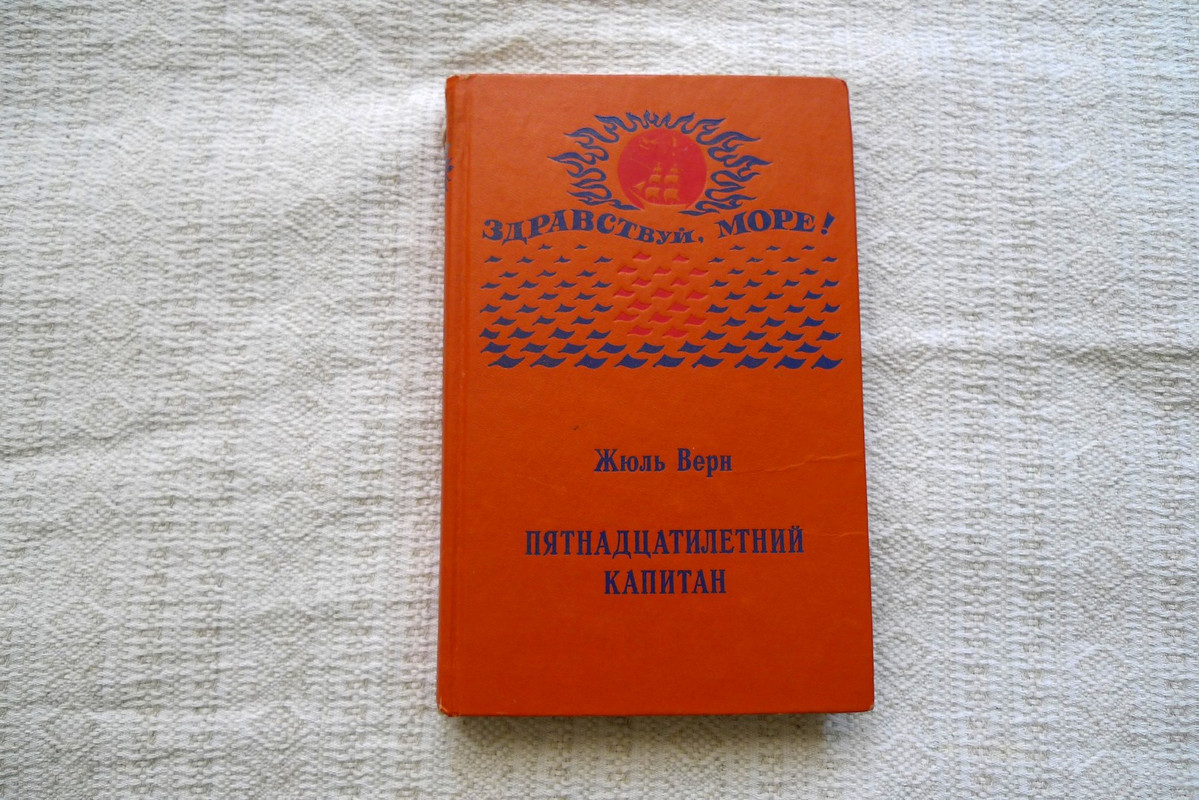 ЗДРАВСТВУЙ, МОРЕ!
Жюль Верн
ПЯТНАДЦАТИЛЕТНИЙ
КАПИТАН